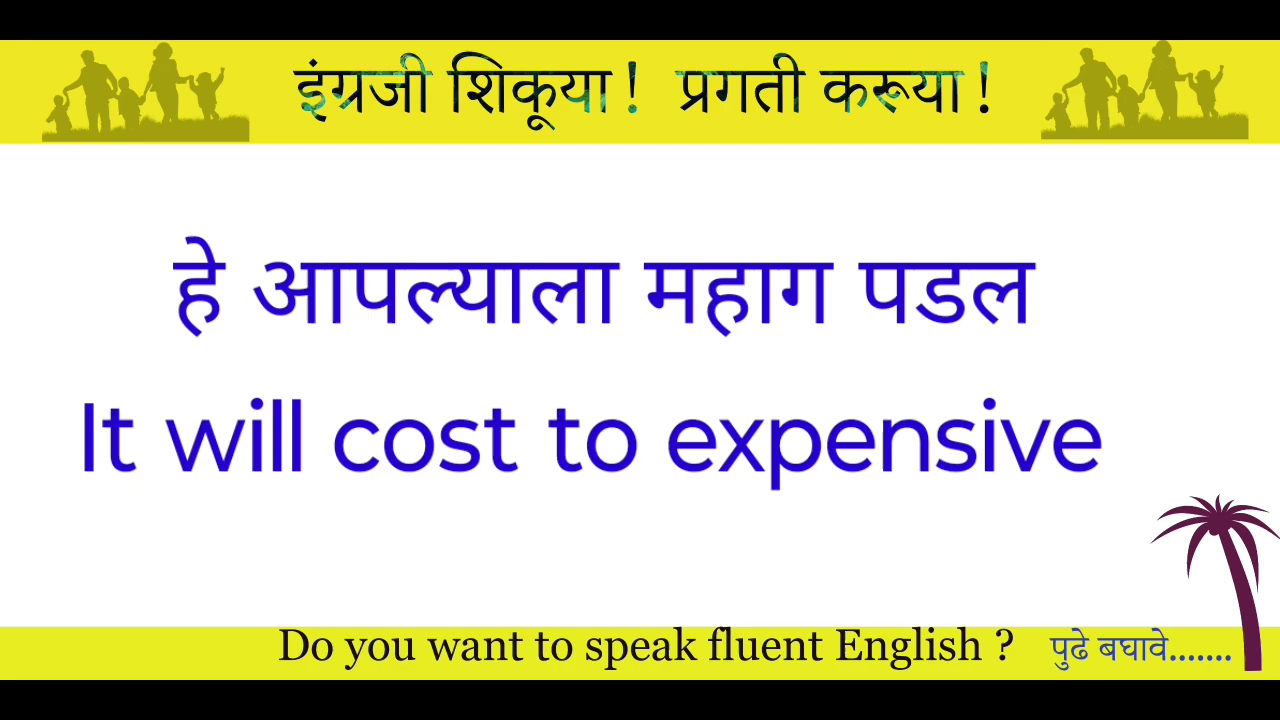 इंग्रजी शिकूया! प्रगती करूया!
हे आपल्याला महाग पडल
It will cost to expensive
Do you want to speak fluent English ? पुढे बघावे.......